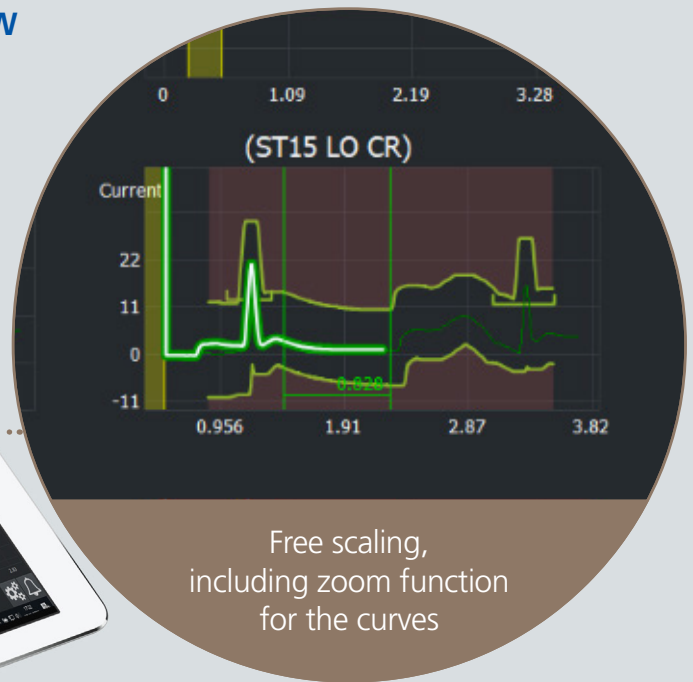 w
0 1.09 2.19 3.28
(ST15 LO CR)
Current
22
11
0
-11
0.828
0.956 1.91 2.87 3.82
Free scaling,
including zoom function
for the curves